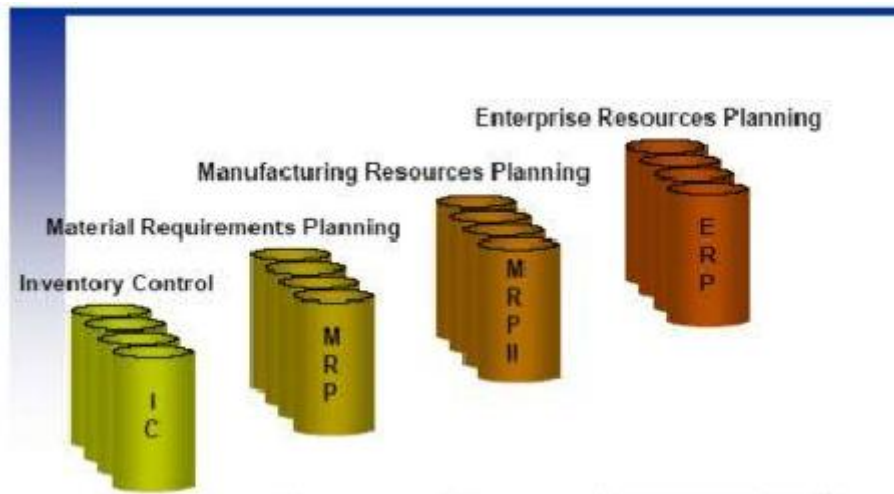 Enterprise Resources Planning
Manufacturing Resources Planning
Material Requirements Planning
Inventory Control
I
C
M
R
P
M
R
P
II
E
R
P